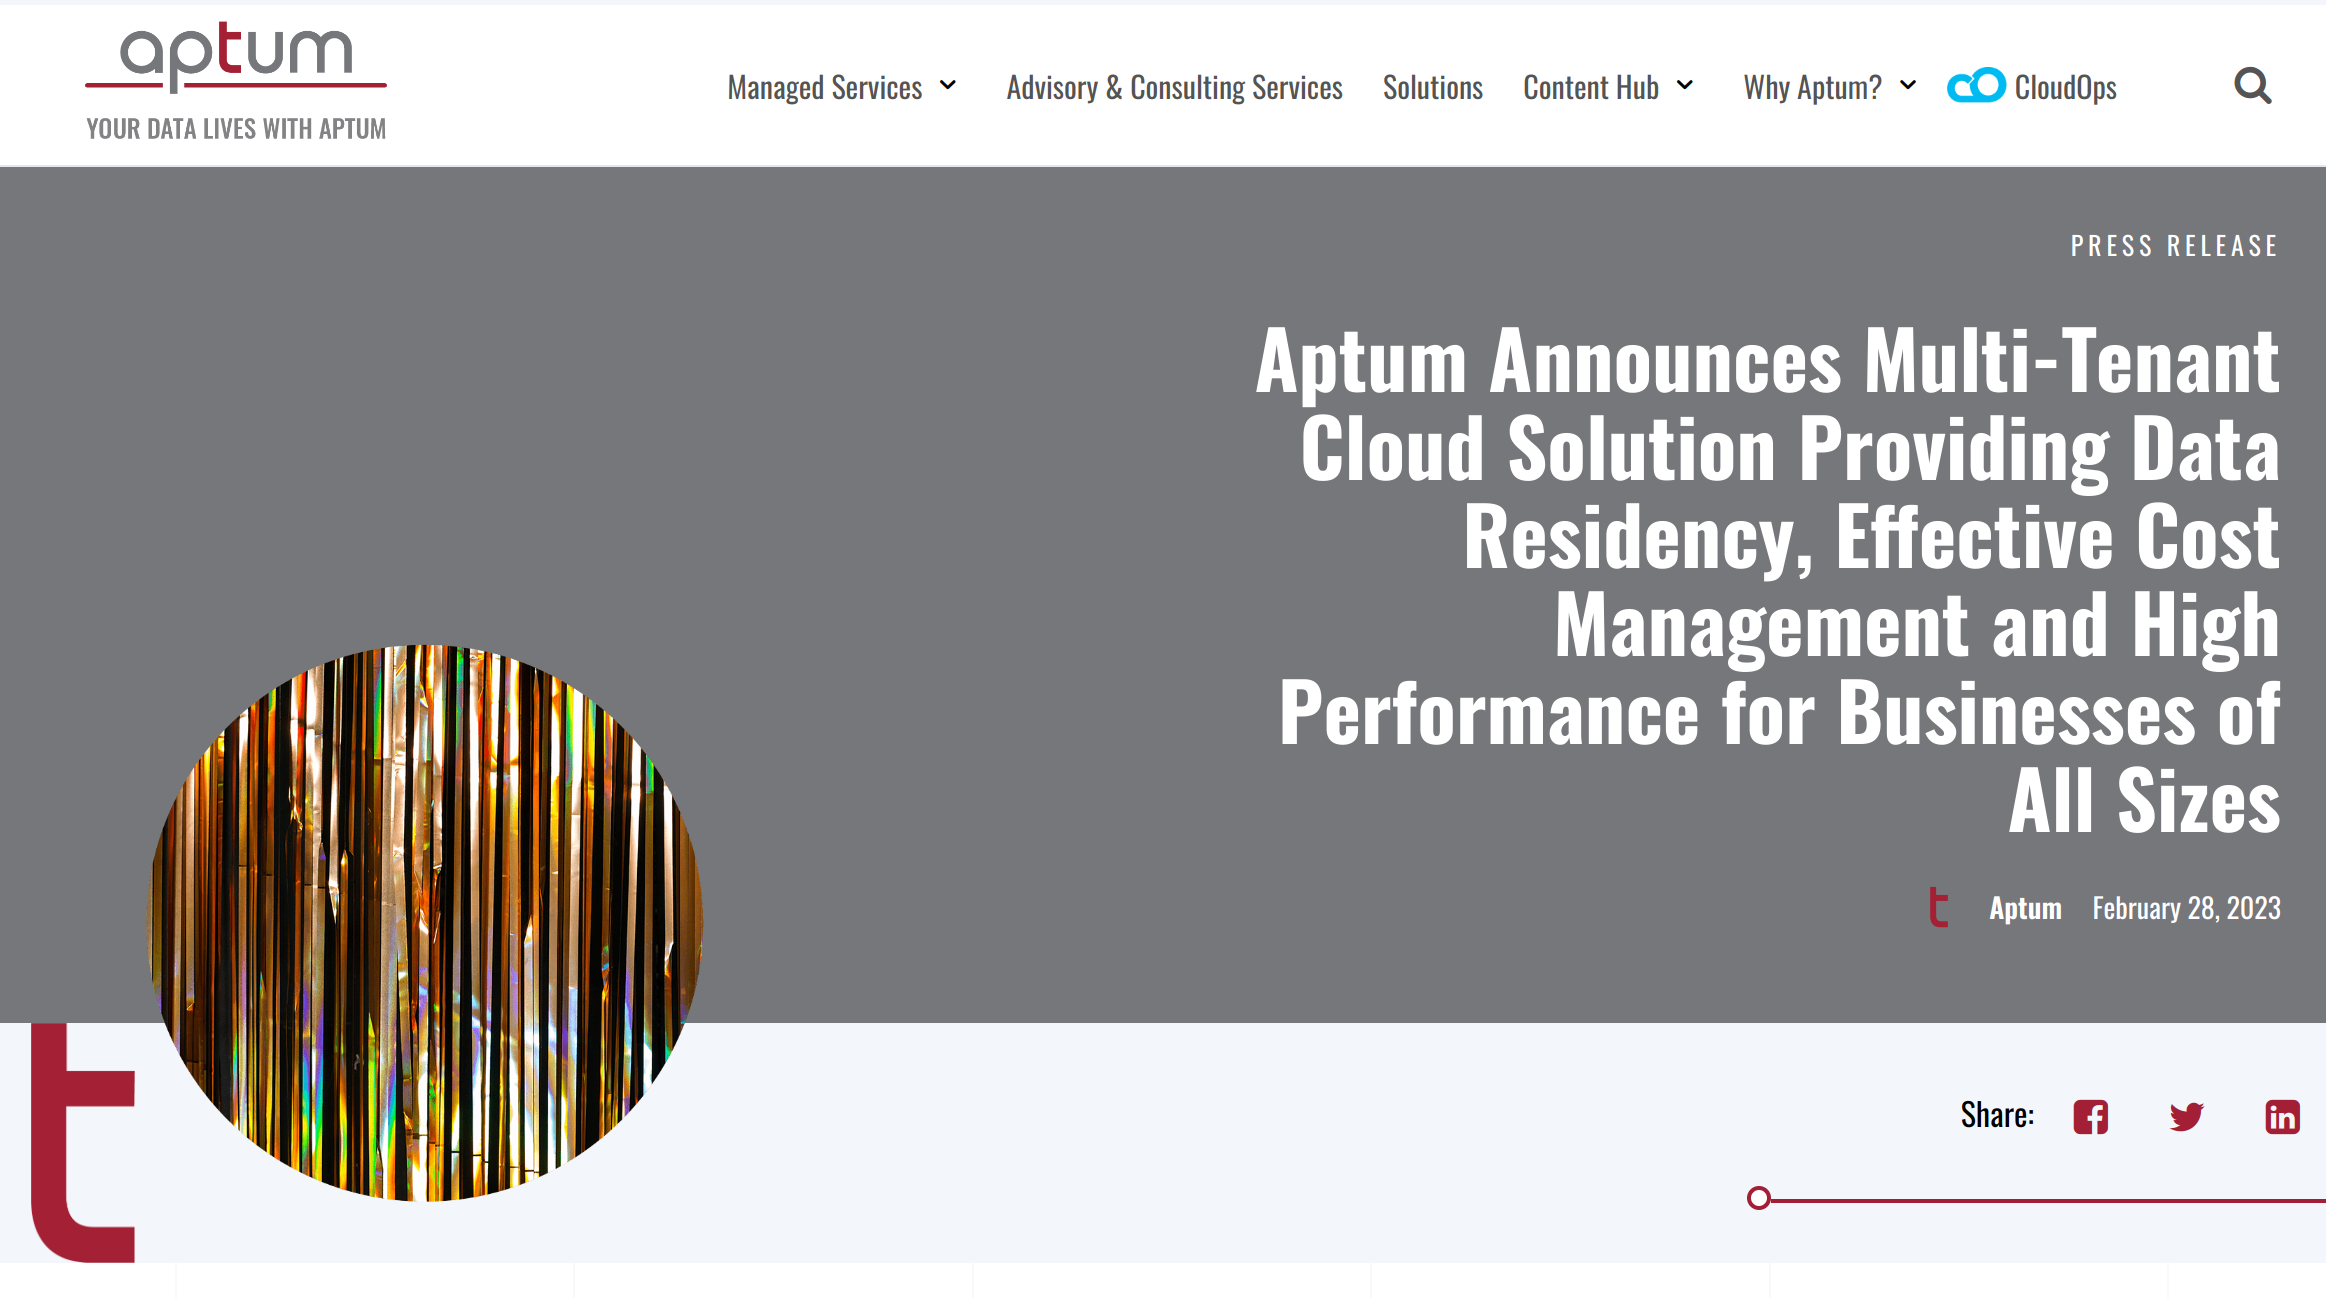 aptum
YOUR DATA LIVES WITH APTUM
Managed Services
Advisory & Consulting Services
Solutions
Content Hub
Why Aptum?
CloudOps
PRESS RELEASE
Aptum Announces Multi-Tenant
Cloud Solution Providing Data
Residency, Effective Cost
Management and High
Performance for Businesses of
All Sizes
t Aptum February 28, 2023
t
Share: